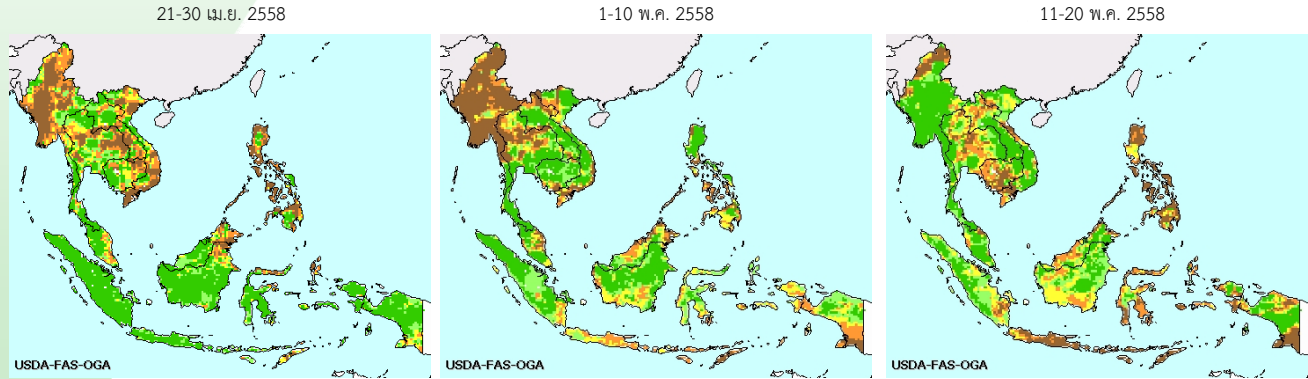 21-30 เม.ย. 2558
1-10 พ.ค. 2558
11-20 พ.ค. 2558
USDA-FAS-OGA
USDA-FAS-OGA
USDA-FAS-OGA